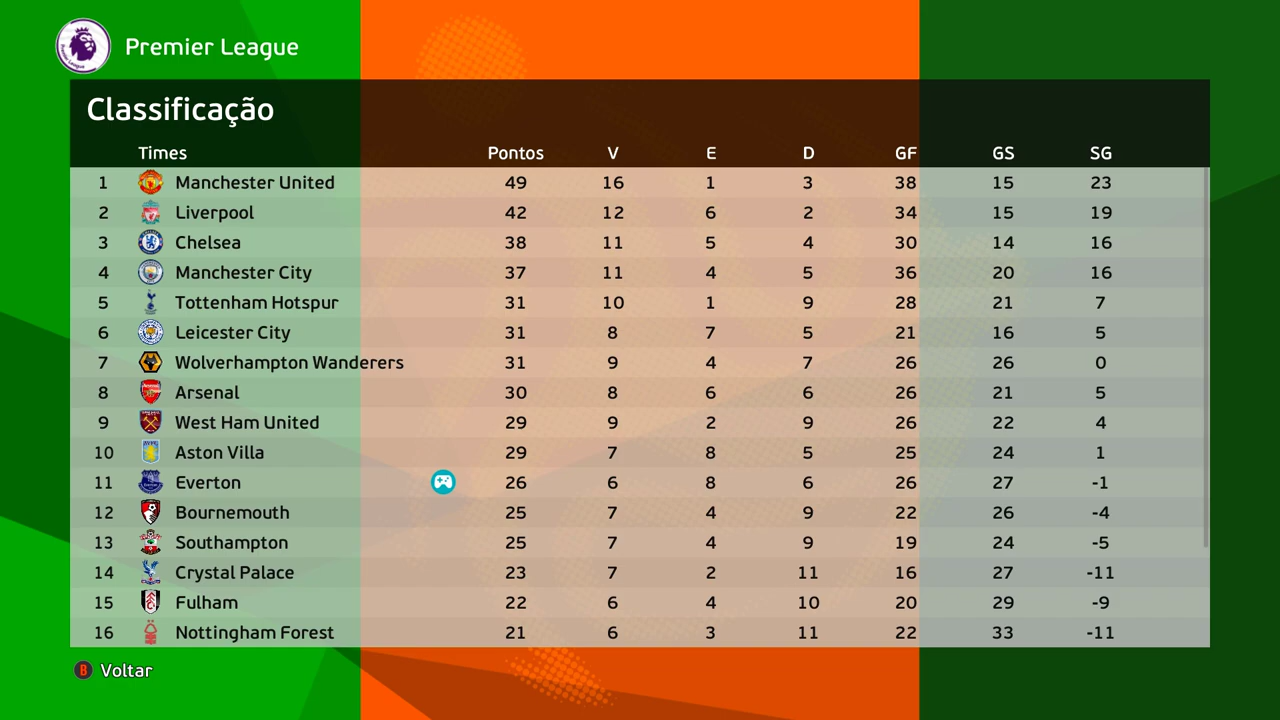 Premier League
Classificação
Times Pontos V E D GF GS SG
1 Manchester United 49 16 1 3 38 15 23
2 Liverpool 42 12 6 2 34 15 19
3 Chelsea 38 11 5 4 30 14 16
4 Manchester City 37 11 4 5 36 20 16
5 Tottenham Hotspur 31 10 1 9 28 21 7
6 Leicester City 31 8 7 5 21 16 5
7 Wolverhampton Wanderers 31 9 4 7 26 26 0
8 Arsenal 30 8 6 6 26 21 5
9 West Ham United 29 9 2 9 26 22 4
10 Aston Villa 29 7 8 5 25 24 1
11 Everton 26 6 8 6 26 27 -1
12 Bournemouth 25 7 4 9 22 26 -4
13 Southampton 25 7 4 9 19 24 -5
14 Crystal Palace 23 7 2 11 16 27 -11
15 Fulham 22 6 4 10 20 29 -9
16 Nottingham Forest 21 6 3 11 22 33 -11
B Voltar